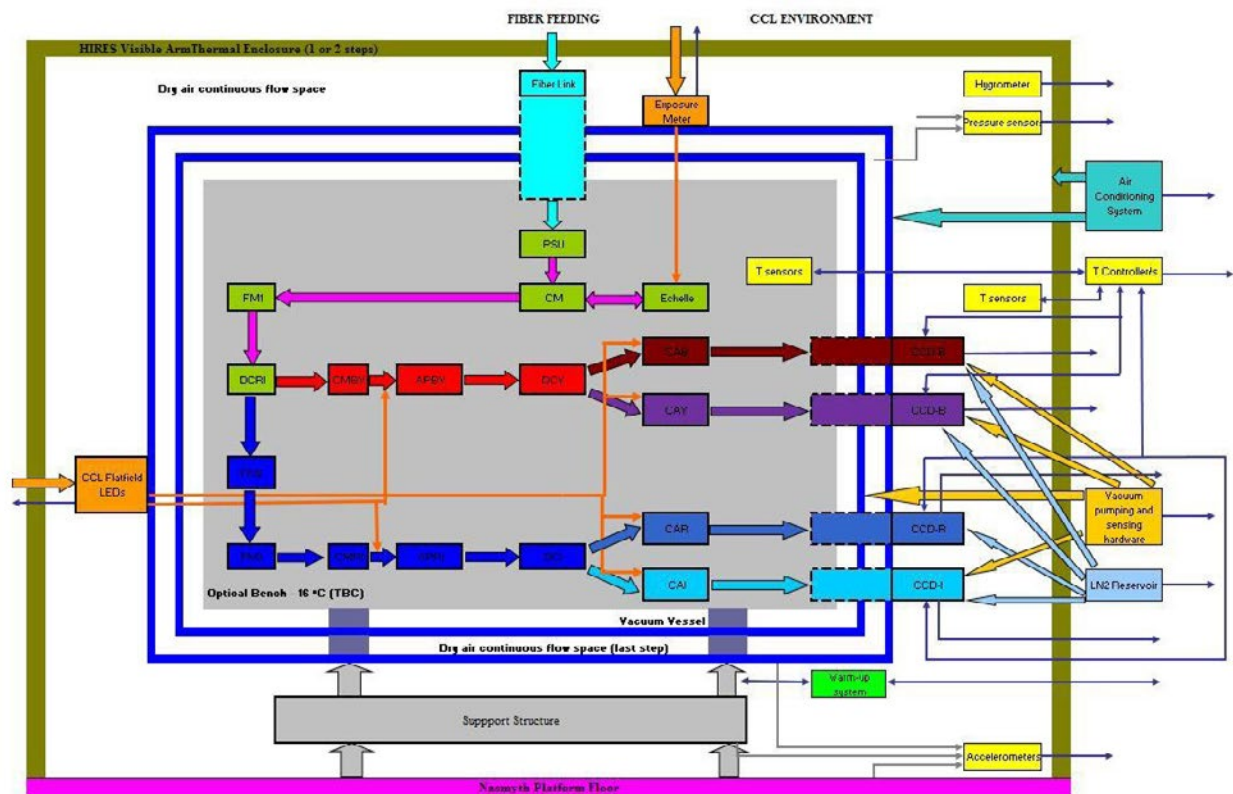 FIBER FEEDING
CCL ENVIRONMENT
HIRES Visible ArmThermal Enclosure (1 or 2 steps)
Dry air continuous flow space
Fiber Link
Exposure
Meter
Hygrometer
Pressure sensors
Air
Conditioning
System
PSU
T sensors
T Controller/s
T sensors
FM1
CM
Echelle
CAB
CCD-B
DCRI
CMBY
APBY
DCY
CAY
CCD-B
CCL Flatfield
LEDs
Vacuum
pumping and
sensing
hardware
CAR
CCD-R
CAI
CCD-I
LN2 Reservoir
Optical Bench - 16 ºC (TBC)
Vacuum Vessel
Dry air continuous flow space (last step)
Warm-up
system
Suppport Structure
Accelerometers
Nasmyth Platform Floor